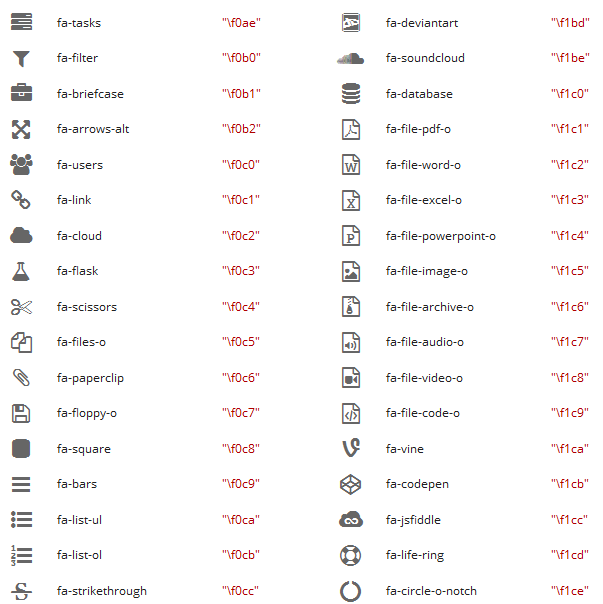 fa-tasks "\f0ae" fa-deviantart "\f1bd"
fa-filter "\f0b0" fa-soundcloud "\f1be"
fa-briefcase "\f0b1" fa-database "\f1c0"
fa-arrows-alt "\f0b2" fa-file-pdf-o "\f1c1"
fa-users "\f0c0" fa-file-word-o "\f1c2"
fa-link "\f0c1" fa-file-excel-o "\f1c3"
fa-cloud "\f0c2" fa-file-powerpoint-o "\f1c4"
fa-flask "\f0c3" fa-file-image-o "\f1c5"
fa-scissors "\f0c4" fa-file-archive-o "\f1c6"
fa-files-o "\f0c5" fa-file-audio-o "\f1c7"
fa-paperclip "\f0c6" fa-file-video-o "\f1c8"
fa-floppy-o "\f0c7" fa-file-code-o "\f1c9"
fa-square "\f0c8" fa-vine "\f1ca"
fa-bars "\f0c9" fa-codepen "\f1cb"
fa-list-ul "\f0ca" fa-jsfiddle "\f1cc"
fa-list-ol "\f0cb" fa-life-ring "\f1cd"
fa-strikethrough "\f0cc" fa-circle-o-notch "\f1ce"